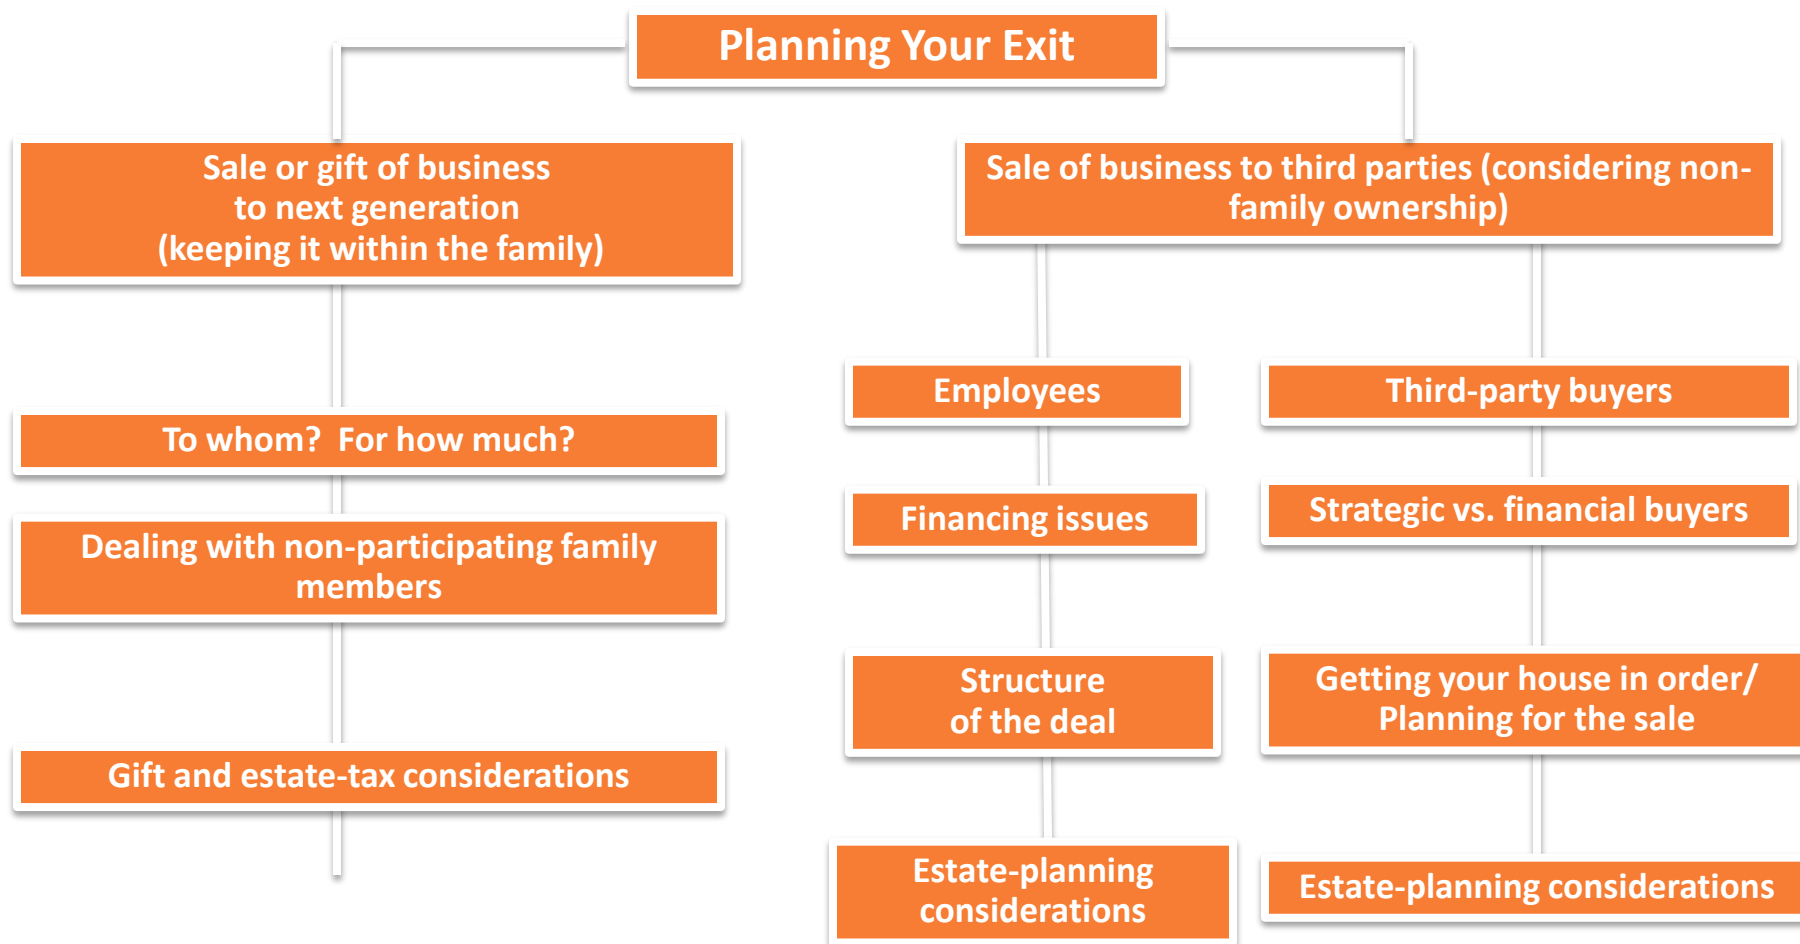 Planning Your Exit
Sale or gift of business
to next generation
(keeping it within the family)
To whom?  For how much?
Dealing with non-participating family
members
Gift and estate-tax considerations
Sale of business to third parties (considering non-
family ownership)
Employees
Financing issues
Structure
of the deal
Estate-planning
considerations
Third-party buyers
Strategic vs. financial buyers
Getting your house in order/
Planning for the sale
Estate-planning considerations